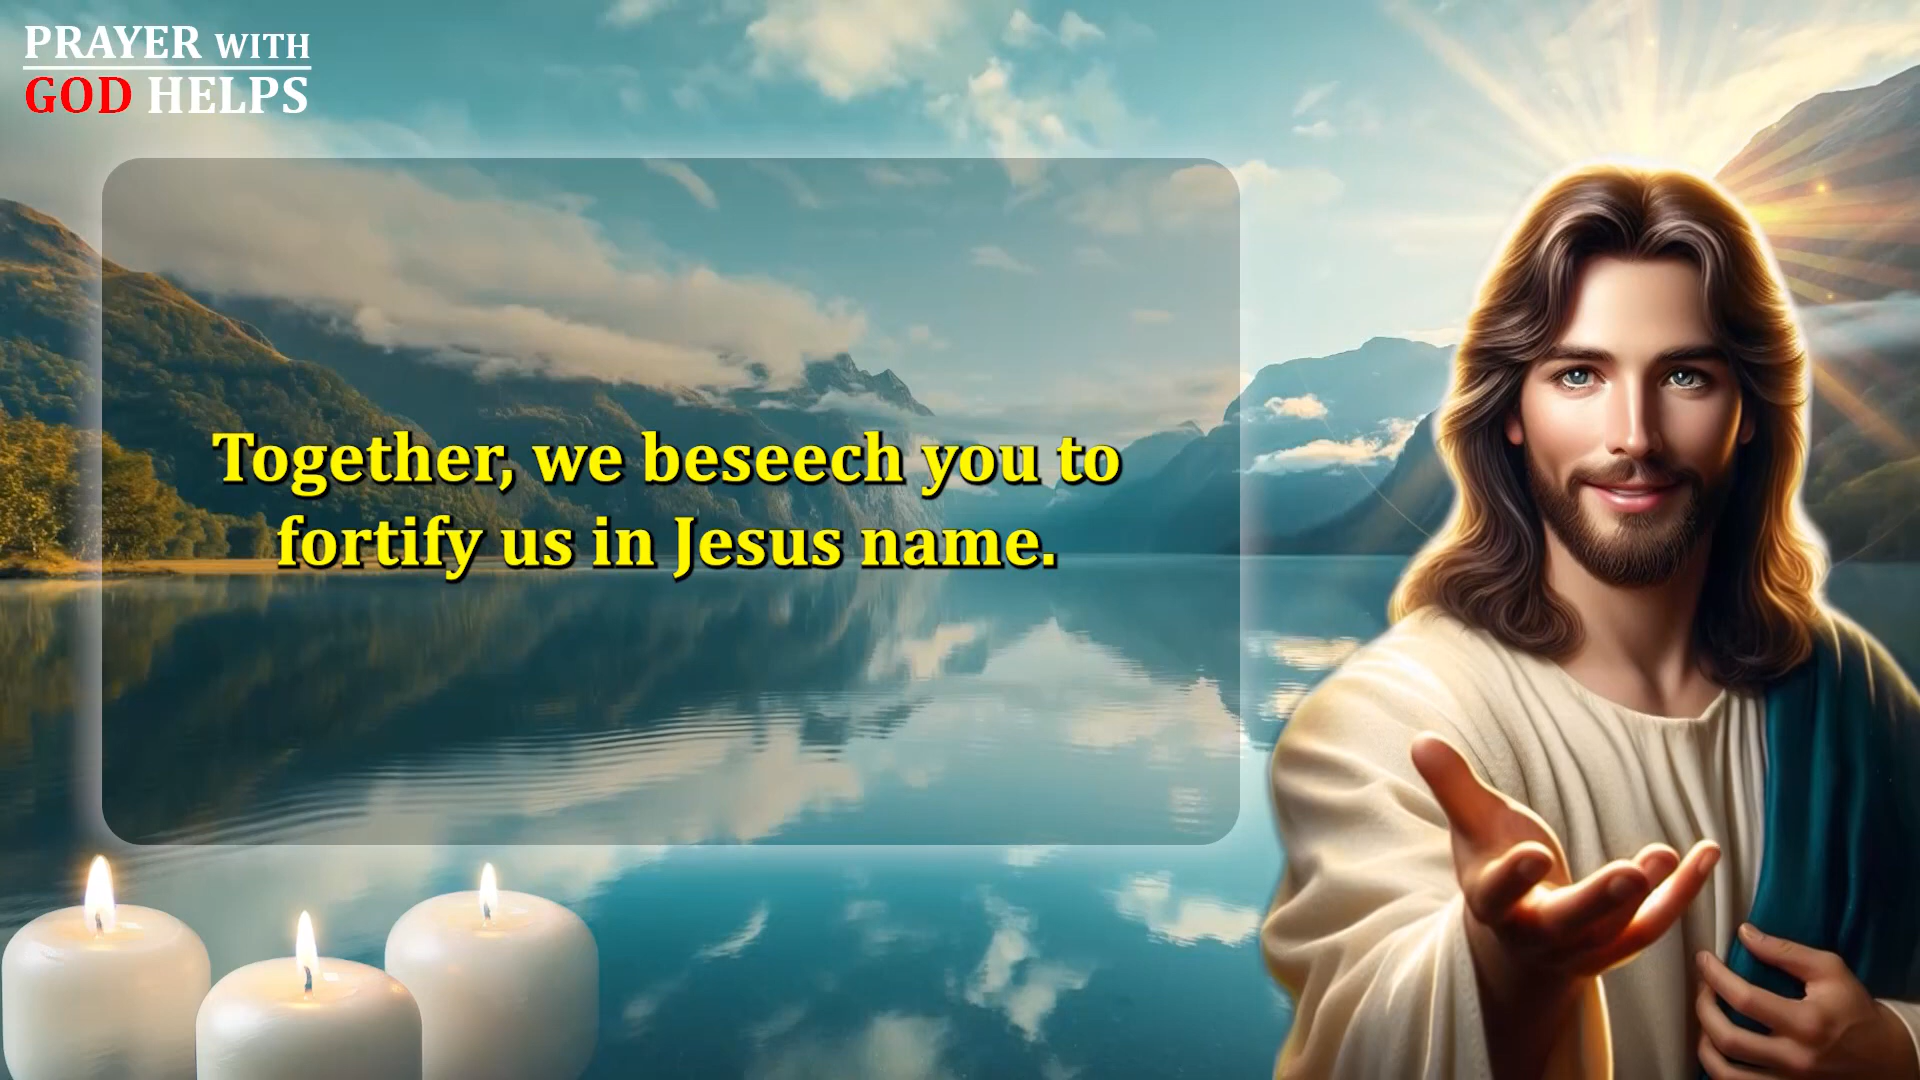 PRAYER WITH
GOD HELPS
Together, we beseech you to
fortify us in Jesus name.